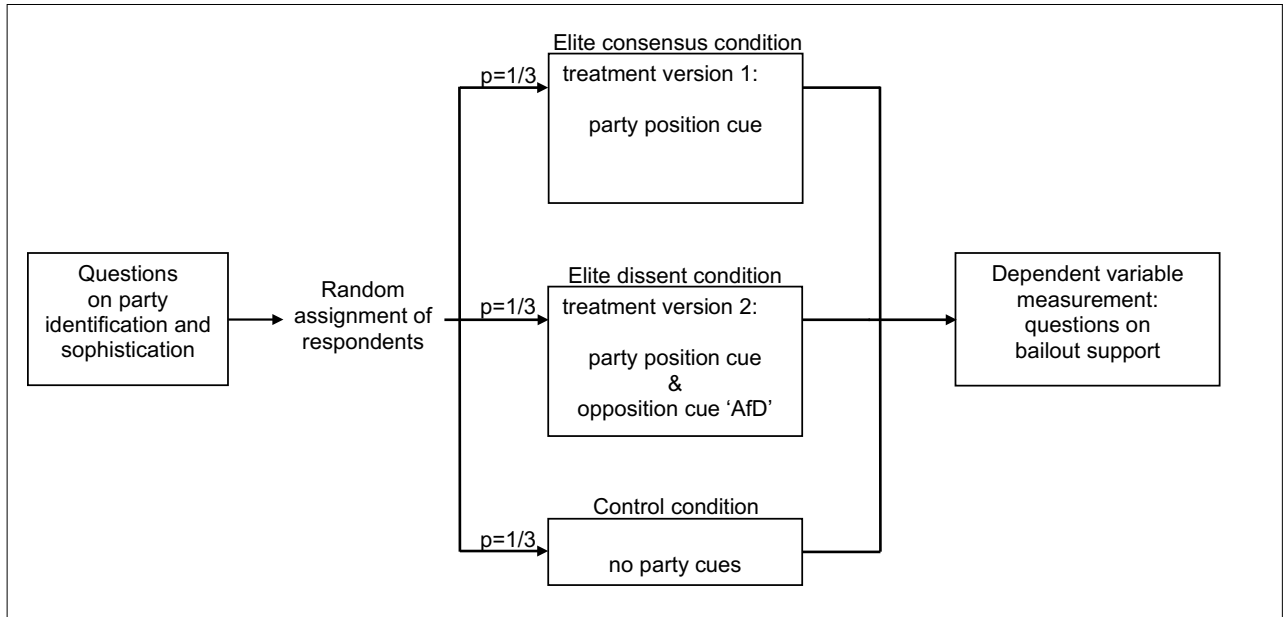 Questions
on party
identification and
sophistication
Random
assignment of
respondents
p=1/3
Elite consensus condition
treatment version 1:
party position cue
p=1/3
Elite dissent condition
treatment version 2:
party position cue
&
opposition cue ‘AfD’
p=1/3
Control condition
no party cues
Dependent variable
measurement:
questions on
bailout support